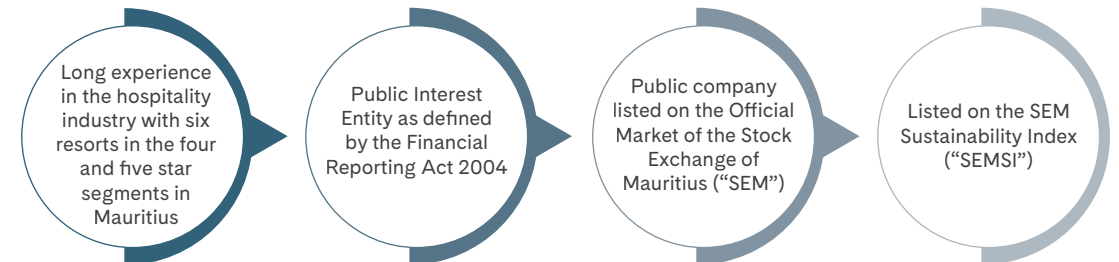 Long experience
in the hospitality
industry with six
resorts in the four
and five star
segments in
Mauritius
Public Interest
Entity as defined
by the Financial
Reporting Act 2004
Public company
listed on the Official
Market of the Stock
Exchange of
Mauritius (“SEM”)
Listed on the SEM
Sustainability Index
(“SEMSI”)